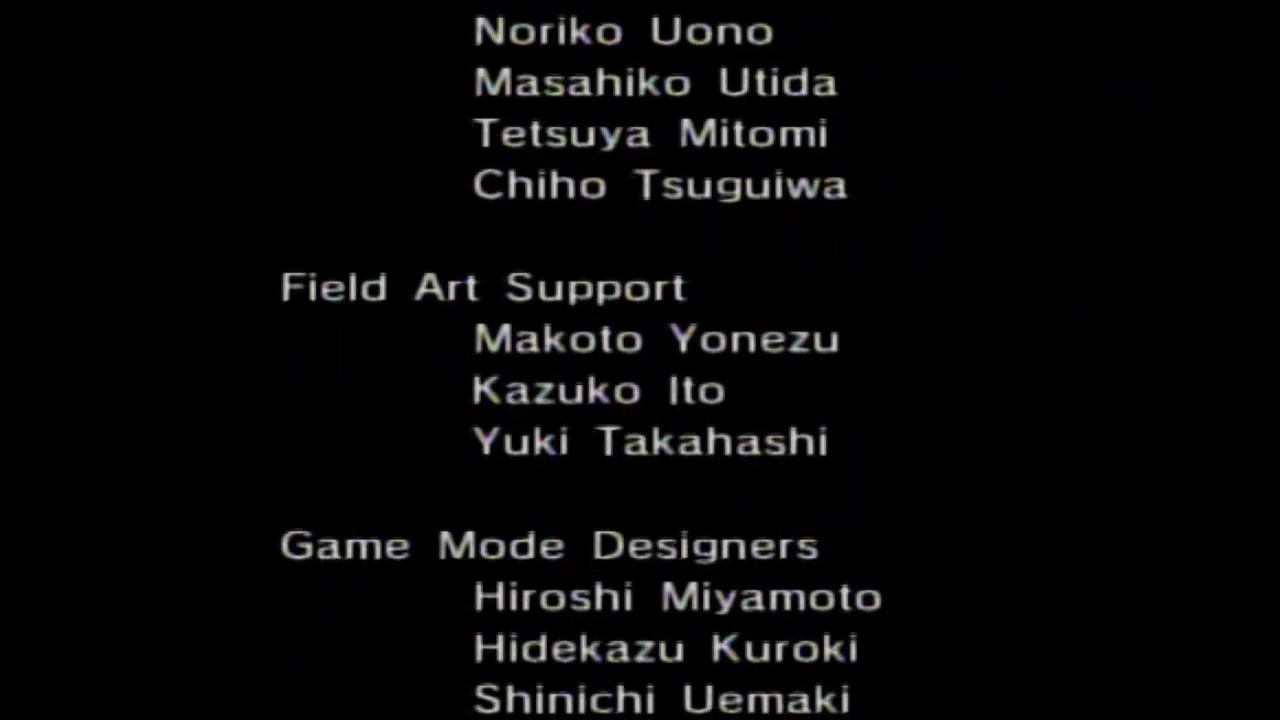 Noriko Uono
Masahiko Utida
Tetsuya Mitomi
Chiho Tsuguiwa
Field Art Support
Makoto Yonezu
Kazuko Ito
Yuki Takahashi
Game Mode Designers
Hiroshi Miyamoto
Hidekazu Kuroki
Shinichi Uemaki